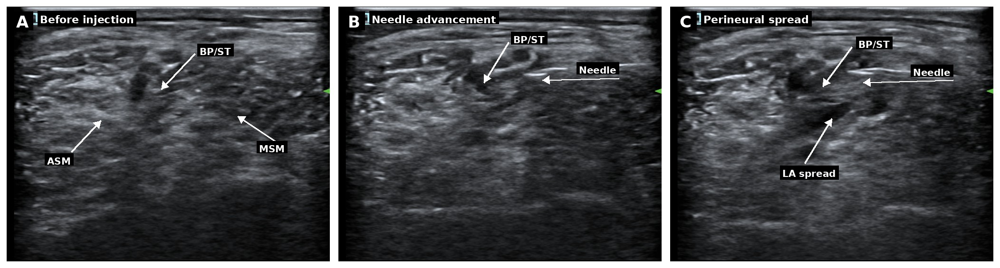 A Before injection
BP/ST
ASM
MSM
B Needle advancement
BP/ST
Needle
C Perineural spread
BP/ST
Needle
LA spread